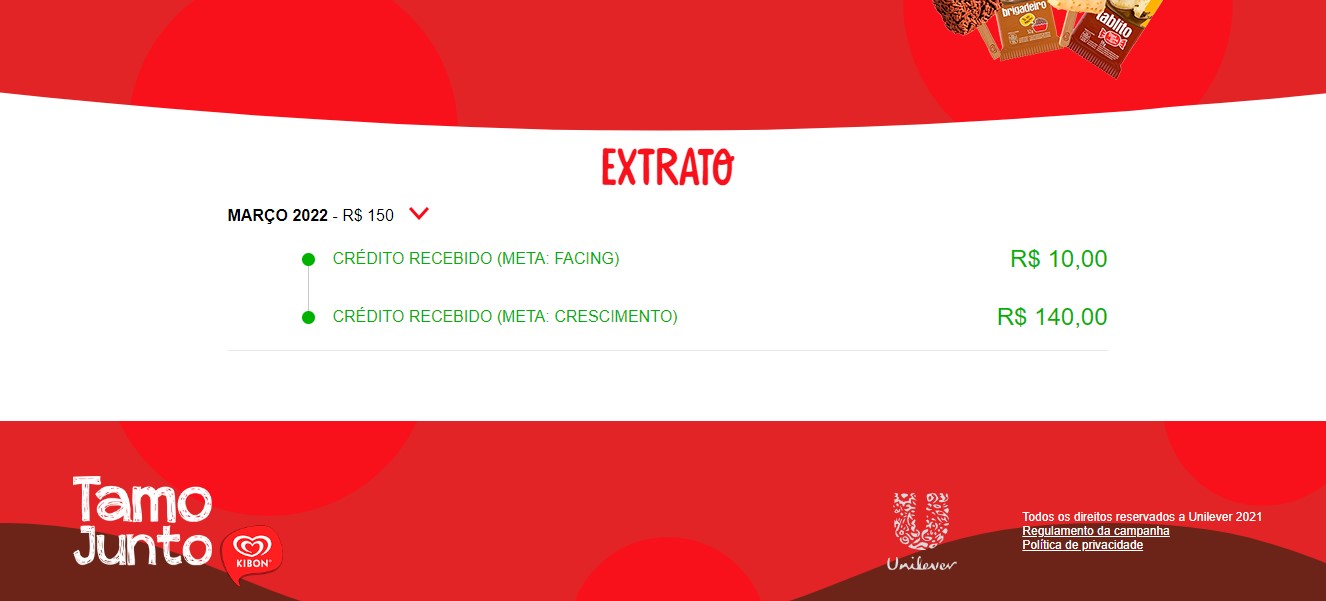 brigadeiro
tablito
EXTRATO
MARÇO 2022 - R$ 150
CRÉDITO RECEBIDO (META: FACING) R$ 10,00
CRÉDITO RECEBIDO (META: CRESCIMENTO) R$ 140,00
Tamo
Junto
KIBON
Unilever
Todos os direitos reservados a Unilever 2021
Regulamento da campanha
Política de privacidade